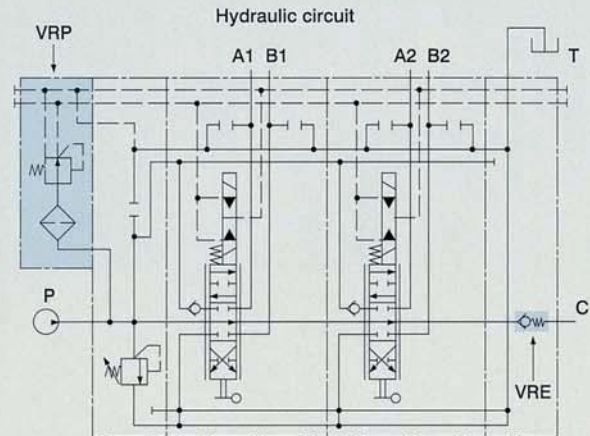 Hydraulic circuit
VRP
A1 B1 A2 B2
T
P
C
VRE